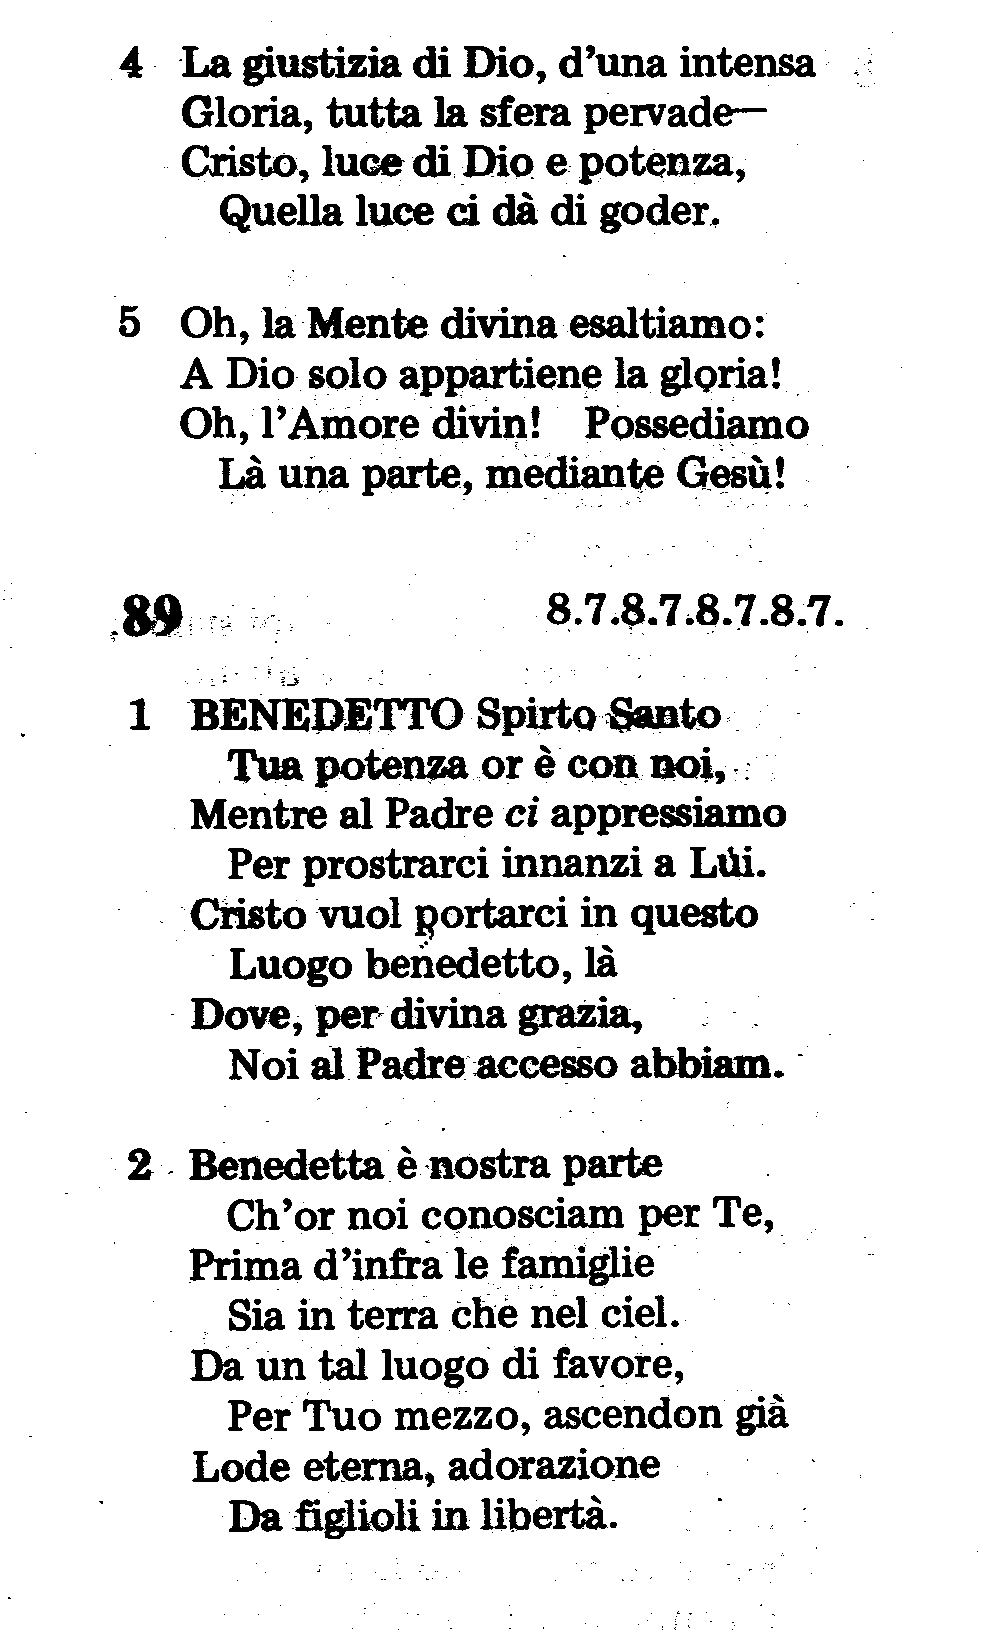 4 La giustizia di Dio, d'una intensa
Gloria, tutta la sfera pervade—
Cristo, luce di Dio e potenza,
Quella luce ci dà di goder.
5 Oh, la Mente divina esaltiamo:
A Dio solo appartiene la gloria!
Oh, l'Amore divin! Possediamo
Là una parte, mediante Gesù!
89 8.7.8.7.8.7.8.7.
1 BENEDETTO Spirto Santo
Tua potenza or è con noi,
Mentre al Padre ci appressiamo
Per prostrarci innanzi a Lui.
Cristo vuol portarci in questo
Luogo benedetto, là
Dove, per divina grazia,
Noi al Padre accesso abbiam.
2 Benedetta è nostra parte
Ch'or noi conosciam per Te,
Prima d'infra le famiglie
Sia in terra che nel ciel.
Da un tal luogo di favore,
Per Tuo mezzo, ascendon già
Lode eterna, adorazione
Da figlioli in libertà.